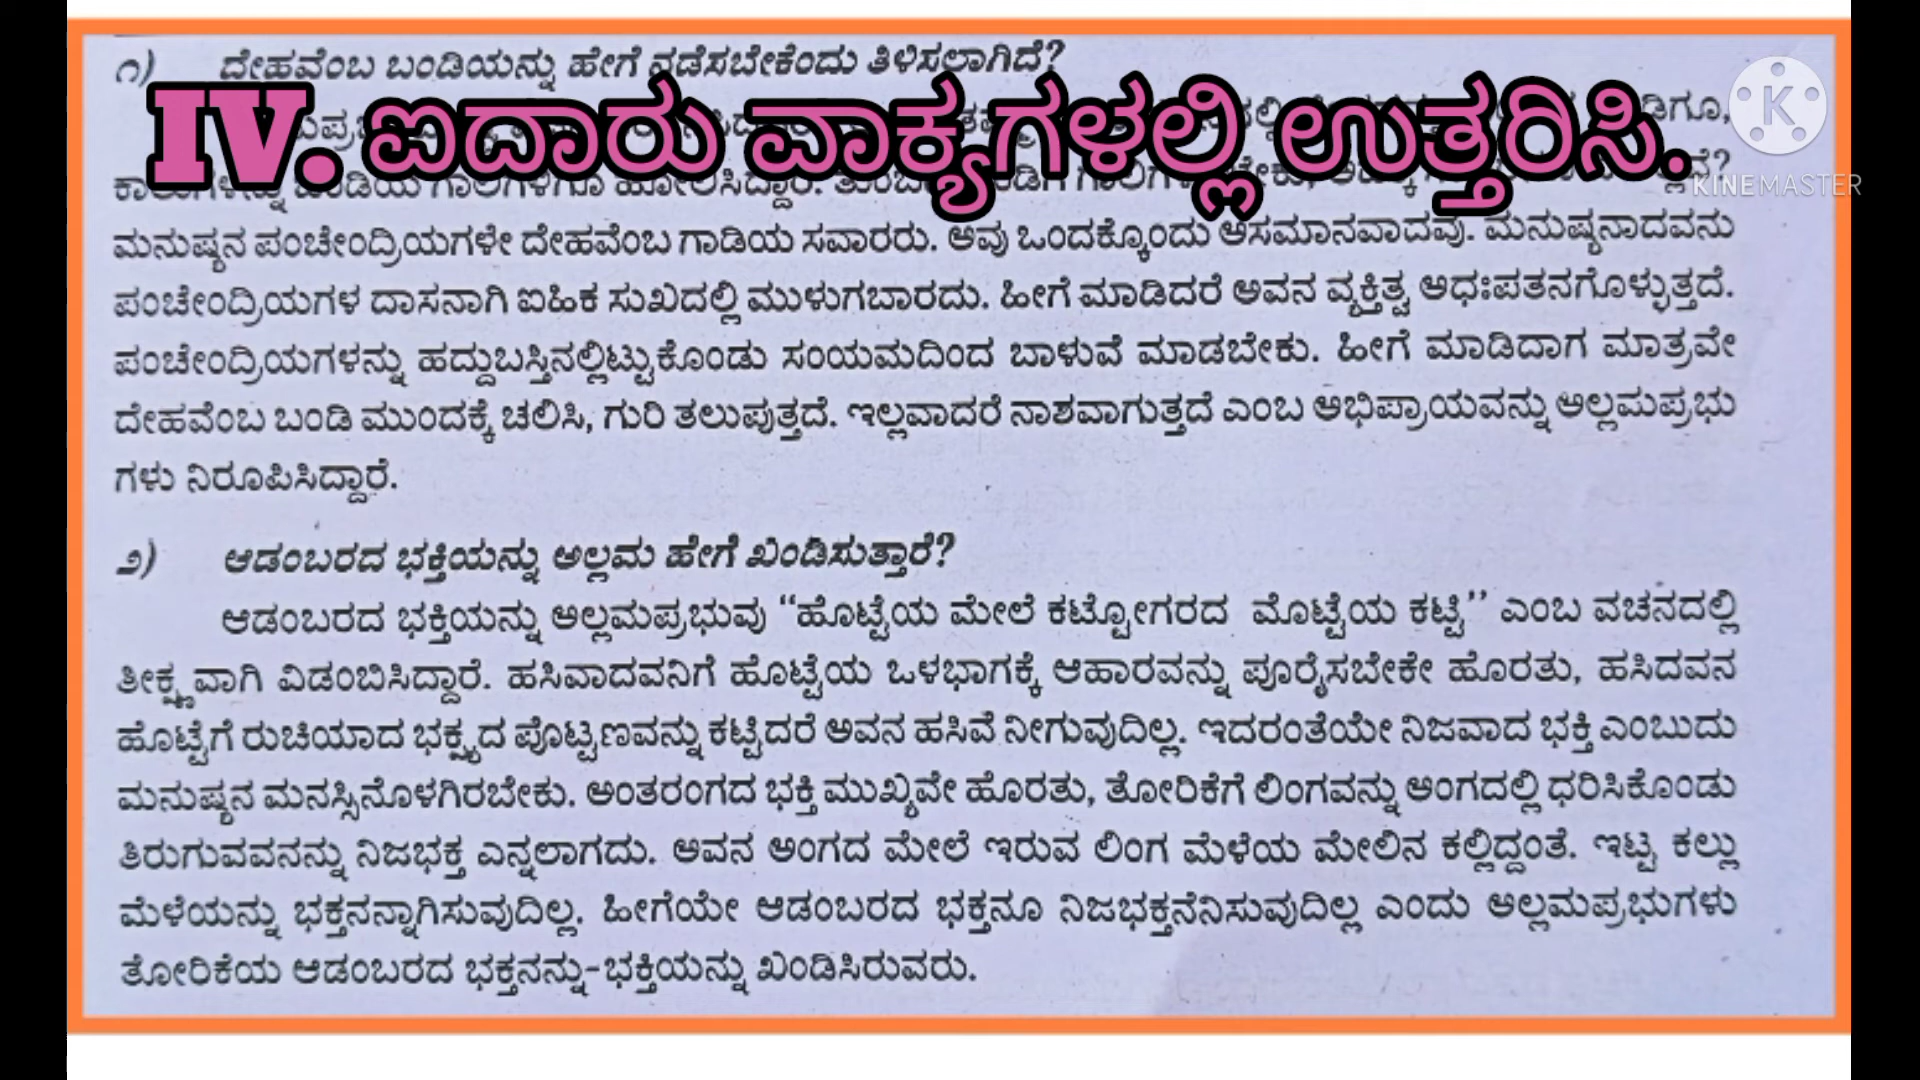 ೧) ದೇಹವೆಂಬ ಬಂಡಿಯನ್ನು ಹೇಗೆ ನಡೆಸಬೇಕೆಂದು ತಿಳಿಸಲಾಗಿದೆ?
IV. ಐದಾರು ವಾಕ್ಯಗಳಲ್ಲಿ ಉತ್ತರಿಸಿ.
K
KINEMASTER
ಹೋಲಿಸಿದ್ದಾರೆ.
ಮನುಷ್ಯನ ಪಂಚೇಂದ್ರಿಯಗಳೇ ದೇಹವೆಂಬ ಗಾಡಿಯ ಸವಾರರು. ಅವು ಒಂದಕ್ಕೊಂದು ಅಸಮಾನವಾದವು. ಮನುಷ್ಯನಾದವನು
ಪಂಚೇಂದ್ರಿಯಗಳ ದಾಸನಾಗಿ ಐಹಿಕ ಸುಖದಲ್ಲಿ ಮುಳುಗಬಾರದು. ಹೀಗೆ ಮಾಡಿದರೆ ಅವನ ವ್ಯಕ್ತಿತ್ವ ಅಧಃಪತನಗೊಳ್ಳುತ್ತದೆ.
ಪಂಚೇಂದ್ರಿಯಗಳನ್ನು ಹದ್ದುಬಸ್ತಿನಲ್ಲಿಟ್ಟುಕೊಂಡು ಸಂಯಮದಿಂದ ಬಾಳುವೆ ಮಾಡಬೇಕು. ಹೀಗೆ ಮಾಡಿದಾಗ ಮಾತ್ರವೇ
ದೇಹವೆಂಬ ಬಂಡಿ ಮುಂದಕ್ಕೆ ಚಲಿಸಿ, ಗುರಿ ತಲುಪುತ್ತದೆ. ಇಲ್ಲವಾದರೆ ನಾಶವಾಗುತ್ತದೆ ಎಂಬ ಅಭಿಪ್ರಾಯವನ್ನು ಅಲ್ಲಮಪ್ರಭು
ಗಳು ನಿರೂಪಿಸಿದ್ದಾರೆ.
೨) ಆಡಂಬರದ ಭಕ್ತಿಯನ್ನು ಅಲ್ಲಮ ಹೇಗೆ ಖಂಡಿಸುತ್ತಾರೆ?
ಆಡಂಬರದ ಭಕ್ತಿಯನ್ನು ಅಲ್ಲಮಪ್ರಭುವು “ಹೊಟ್ಟೆಯ ಮೇಲೆ ಕಟ್ಟೋಗರದ ಮೊಟ್ಟೆಯ ಕಟ್ಟಿ” ಎಂಬ ವಚನದಲ್ಲಿ
ತೀಕ್ಷ್ಣವಾಗಿ ವಿಡಂಬಿಸಿದ್ದಾರೆ. ಹಸಿವಾದವನಿಗೆ ಹೊಟ್ಟೆಯ ಒಳಭಾಗಕ್ಕೆ ಆಹಾರವನ್ನು ಪೂರೈಸಬೇಕೇ ಹೊರತು, ಹಸಿದವನ
ಹೊಟ್ಟೆಗೆ ರುಚಿಯಾದ ಭಕ್ಷ್ಯದ ಪೊಟ್ಟಣವನ್ನು ಕಟ್ಟಿದರೆ ಅವನ ಹಸಿವೆ ನೀಗುವುದಿಲ್ಲ. ಇದರಂತೆಯೇ ನಿಜವಾದ ಭಕ್ತಿ ಎಂಬುದು
ಮನುಷ್ಯನ ಮನಸ್ಸಿನೊಳಗಿರಬೇಕು. ಅಂತರಂಗದ ಭಕ್ತಿ ಮುಖ್ಯವೇ ಹೊರತು, ತೋರಿಕೆಗೆ ಲಿಂಗವನ್ನು ಅಂಗದಲ್ಲಿ ಧರಿಸಿಕೊಂಡು
ತಿರುಗುವವನನ್ನು ನಿಜಭಕ್ತ ಎನ್ನಲಾಗದು. ಅವನ ಅಂಗದ ಮೇಲೆ ಇರುವ ಲಿಂಗ ಮೆಳೆಯ ಮೇಲಿನ ಕಲ್ಲಿದ್ದಂತೆ. ಇಟ್ಟ ಕಲ್ಲು
ಮೆಳೆಯನ್ನು ಭಕ್ತನನ್ನಾಗಿಸುವುದಿಲ್ಲ. ಹೀಗೆಯೇ ಆಡಂಬರದ ಭಕ್ತನೂ ನಿಜಭಕ್ತನೆನಿಸುವುದಿಲ್ಲ ಎಂದು ಅಲ್ಲಮಪ್ರಭುಗಳು
ತೋರಿಕೆಯ ಆಡಂಬರದ ಭಕ್ತನನ್ನು-ಭಕ್ತಿಯನ್ನು ಖಂಡಿಸಿರುವರು.